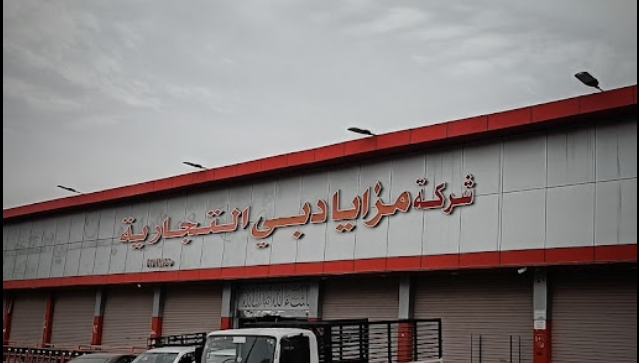 شركة مزايا دبي التجارية